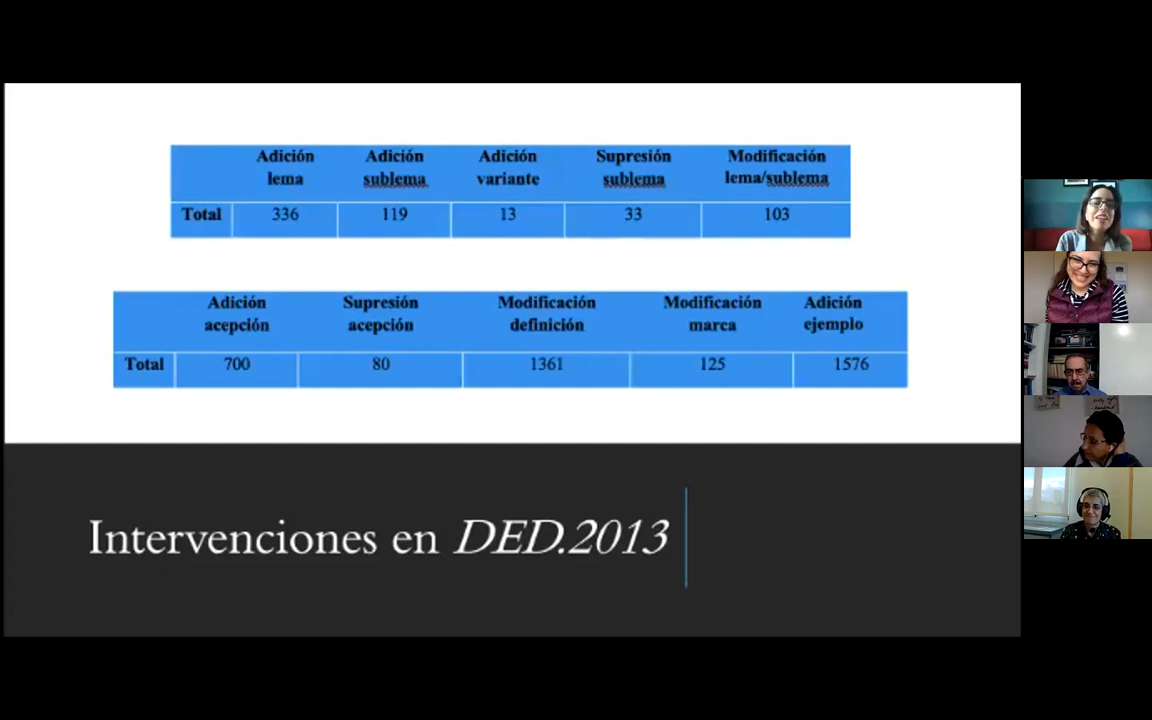 Adición lema Adición sublema Adición variante Supresión sublema Modificación lema/sublema
Total 336 119 13 33 103
Adición acepción Supresión acepción Modificación definición Modificación marca Adición ejemplo
Total 700 80 1361 125 1576
Intervenciones en DED.2013